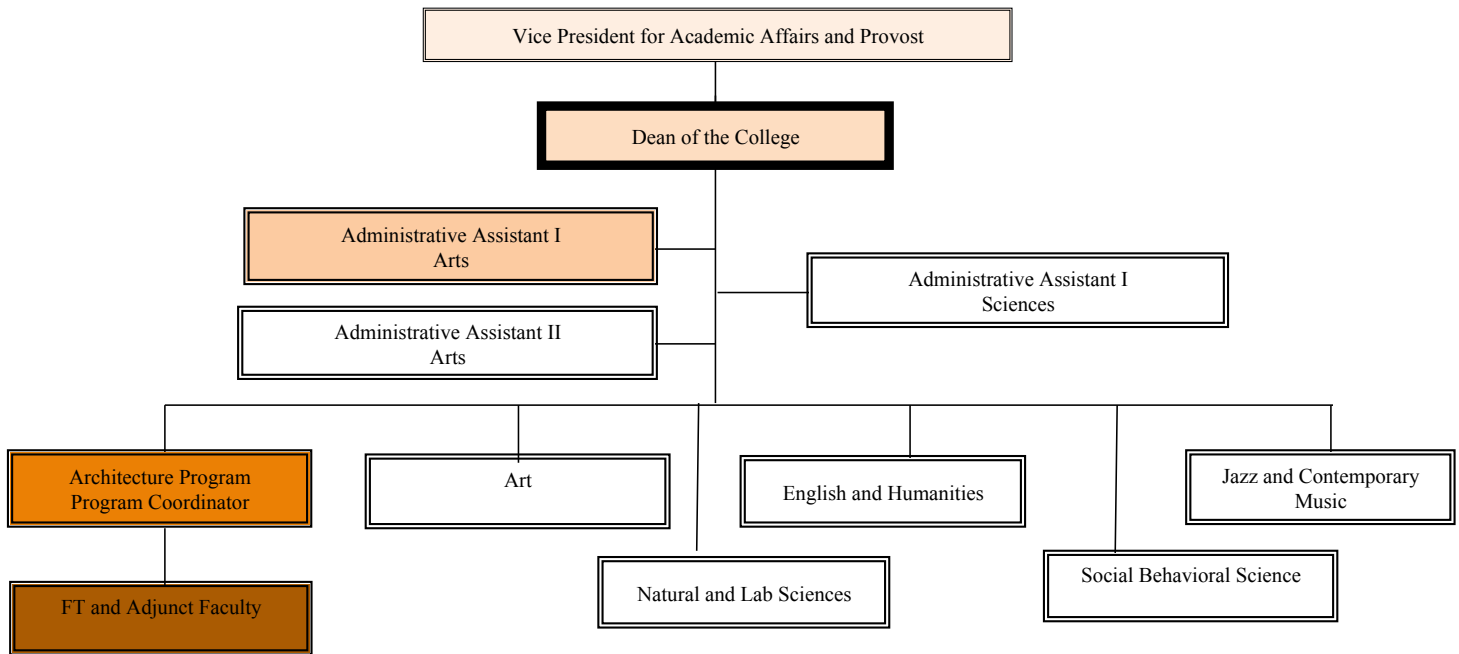 Vice President for Academic Affairs and Provost
Dean of the College
Administrative Assistant I
Arts
Administrative Assistant I
Sciences
Administrative Assistant II
Arts
Architecture Program
Program Coordinator
Art
English and Humanities
Jazz and Contemporary
Music
FT and Adjunct Faculty
Natural and Lab Sciences
Social Behavioral Science